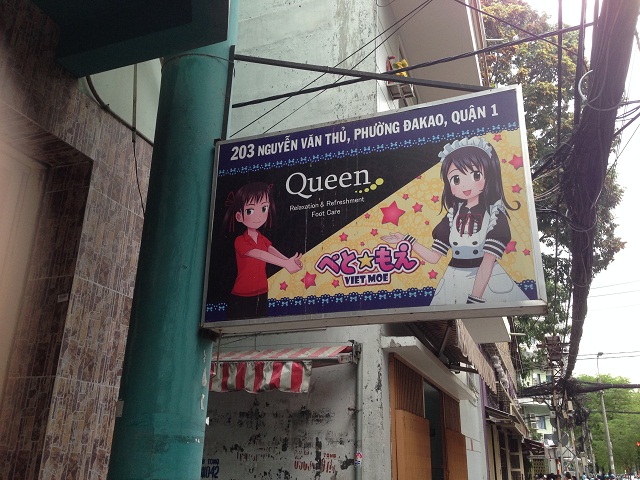 203 NGUYỄN VĂN THỦ, PHƯỜNG ĐAKAO, QUẬN 1
Queen
Relaxation & Refreshment
Foot Care
べと☆もえ
VIET MOE